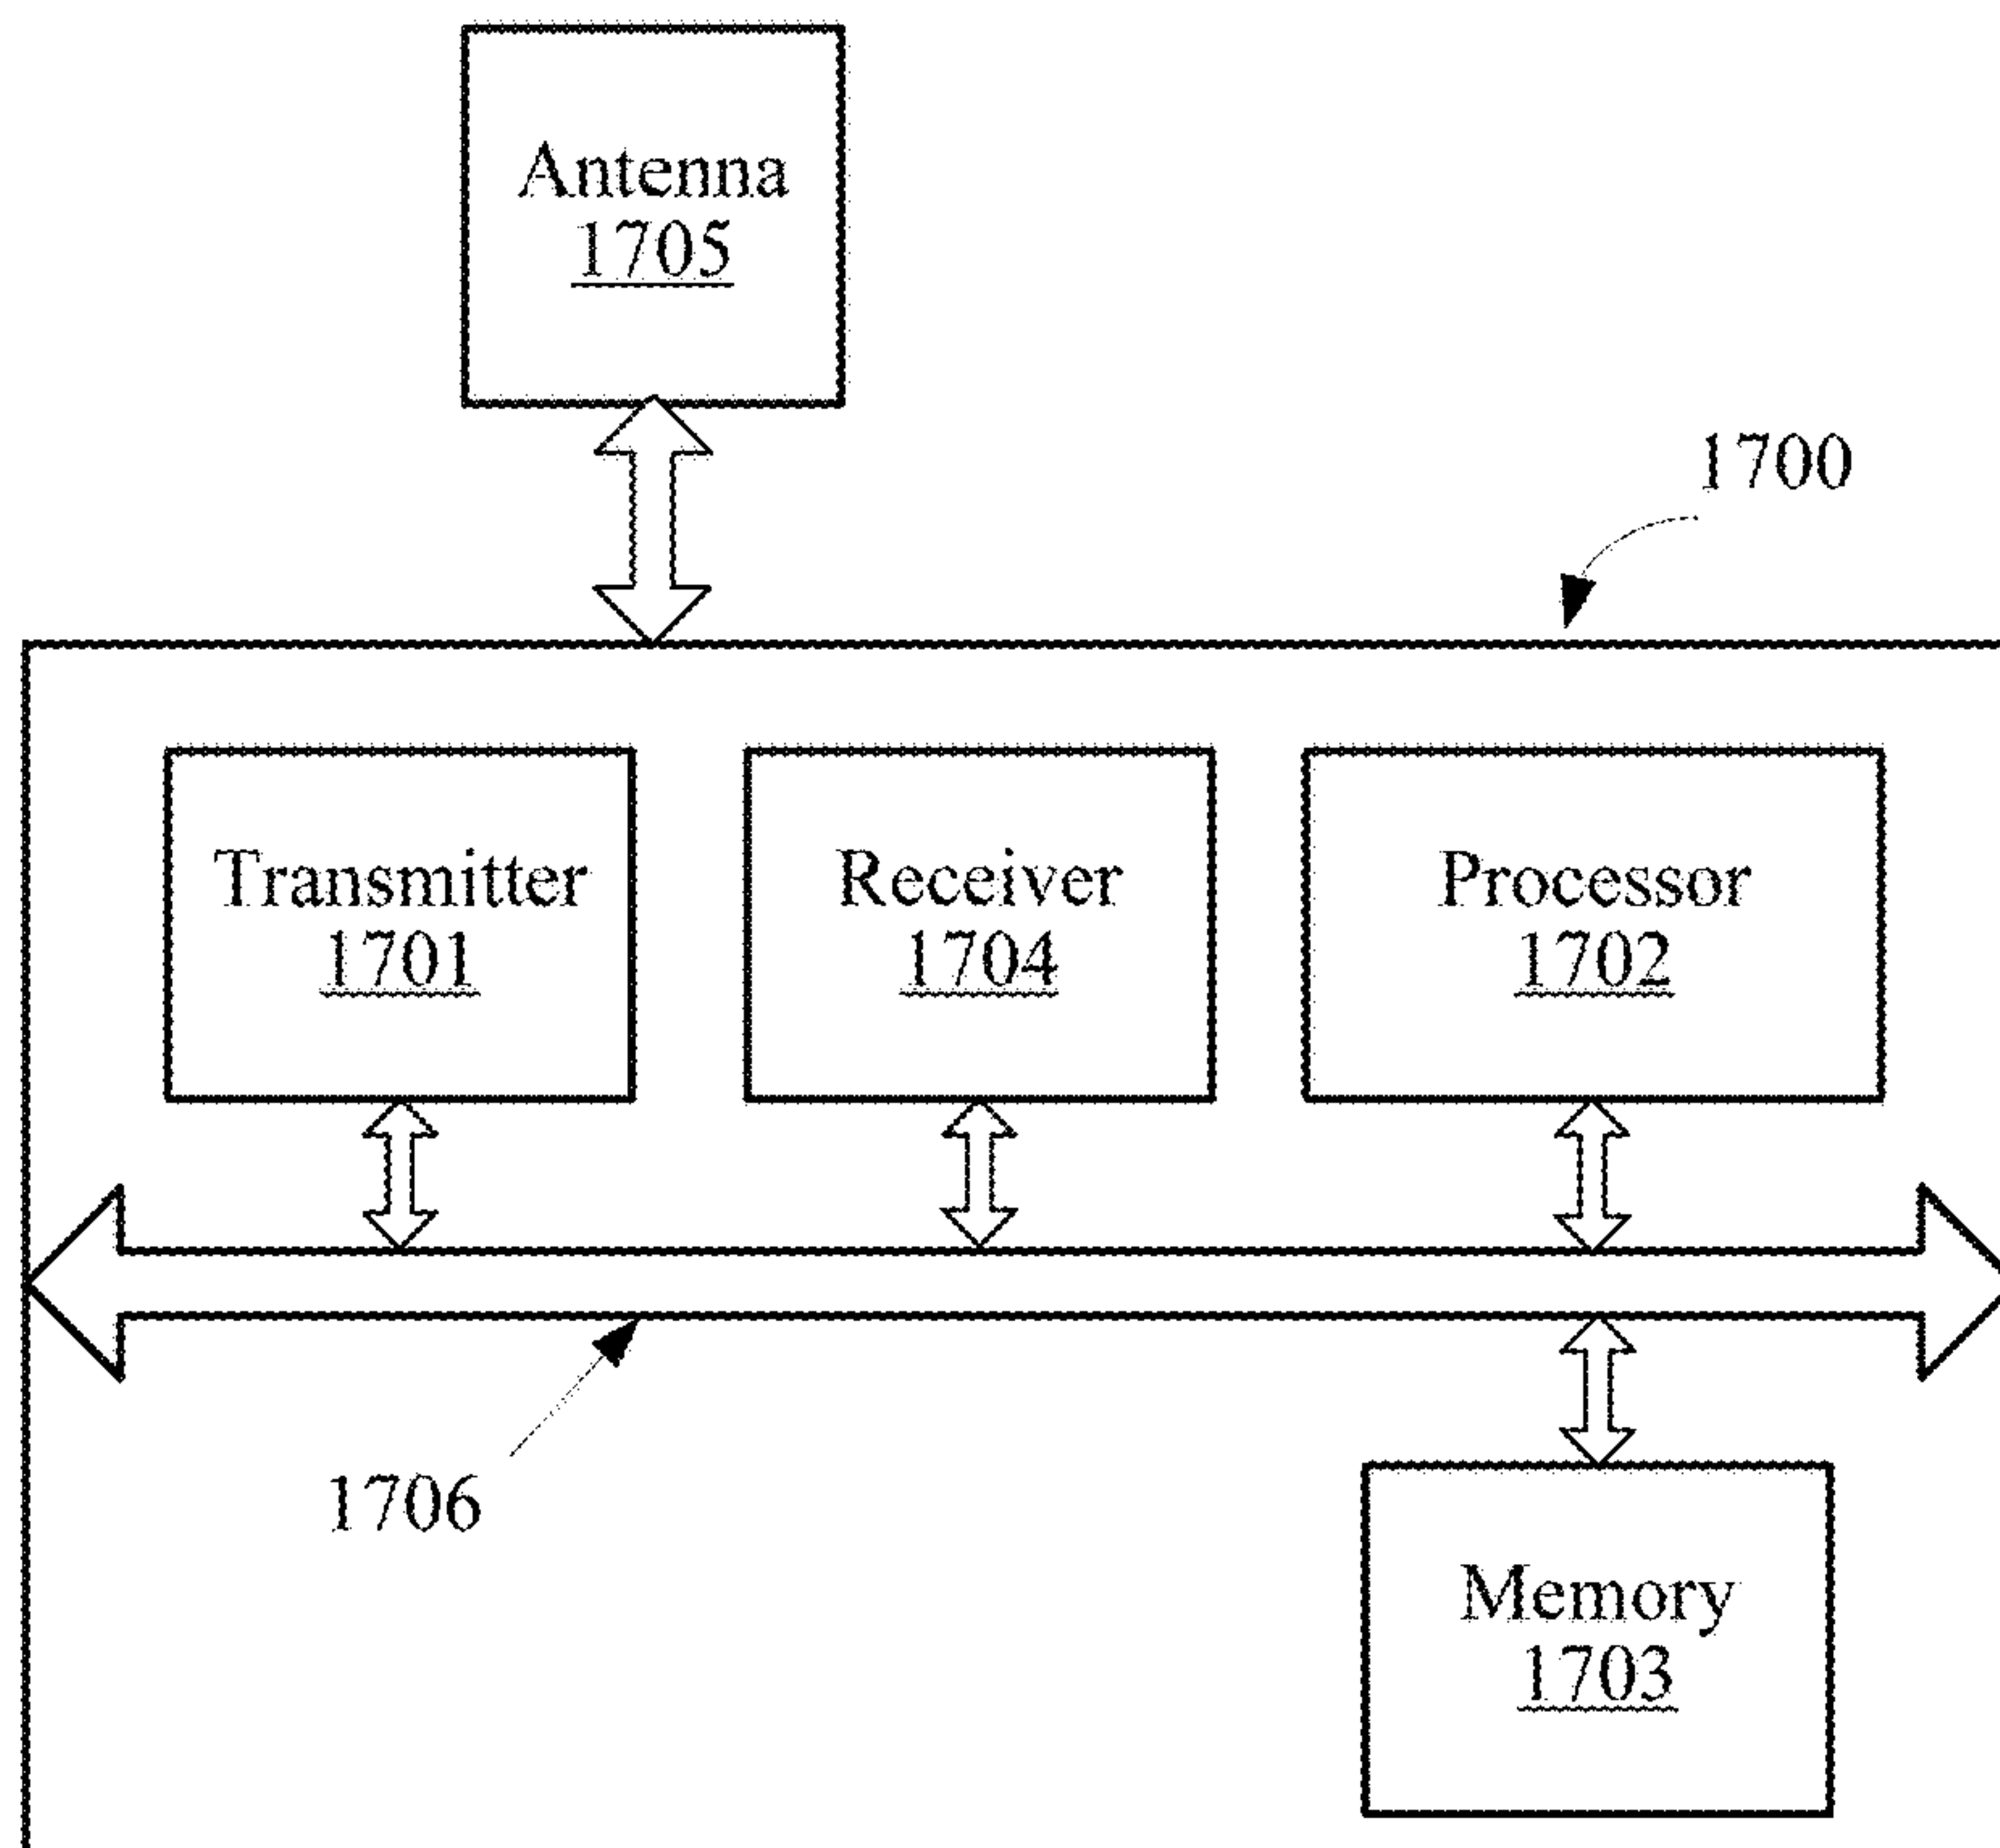 Antenna
1705
1700
Transmitter
1701
Receiver
1704
Processor
1702
1706
Memory
1703